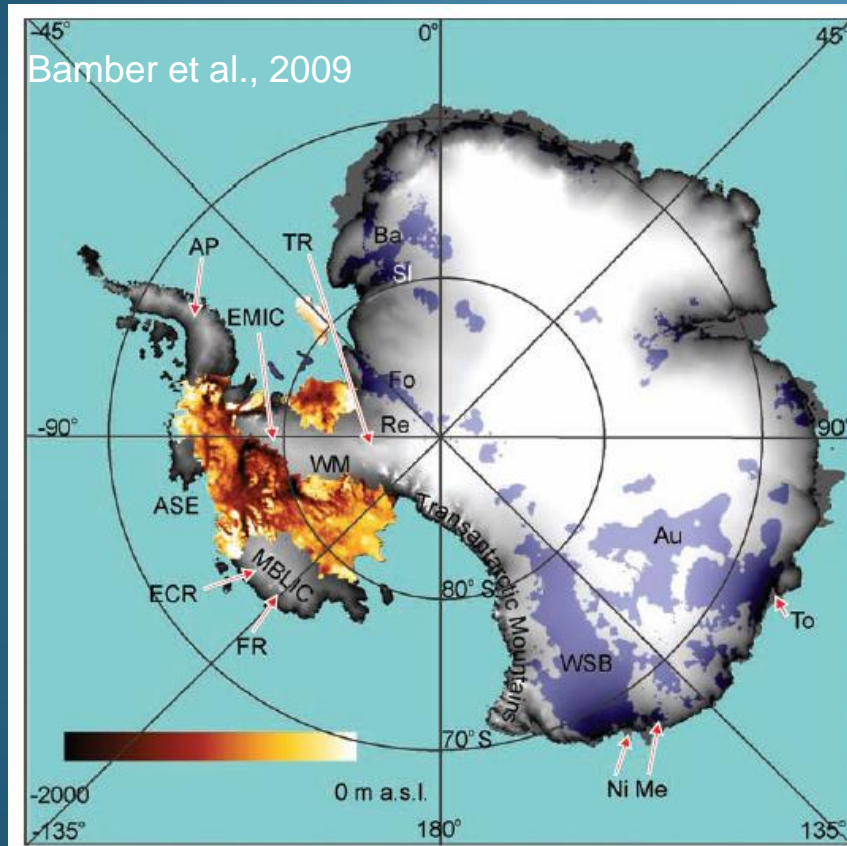 -45°
0°
45°
Bamber et al., 2009
AP
TR
Ba
Sl
EMIC
Fo
-90°
Re
90°
WM
ASE
Transantarctic Mountains
Au
MBLIC
ECR
80° S
To
FR
WSB
70° S
-2000
0 m a.s.l.
Ni Me
-135°
180°
135°